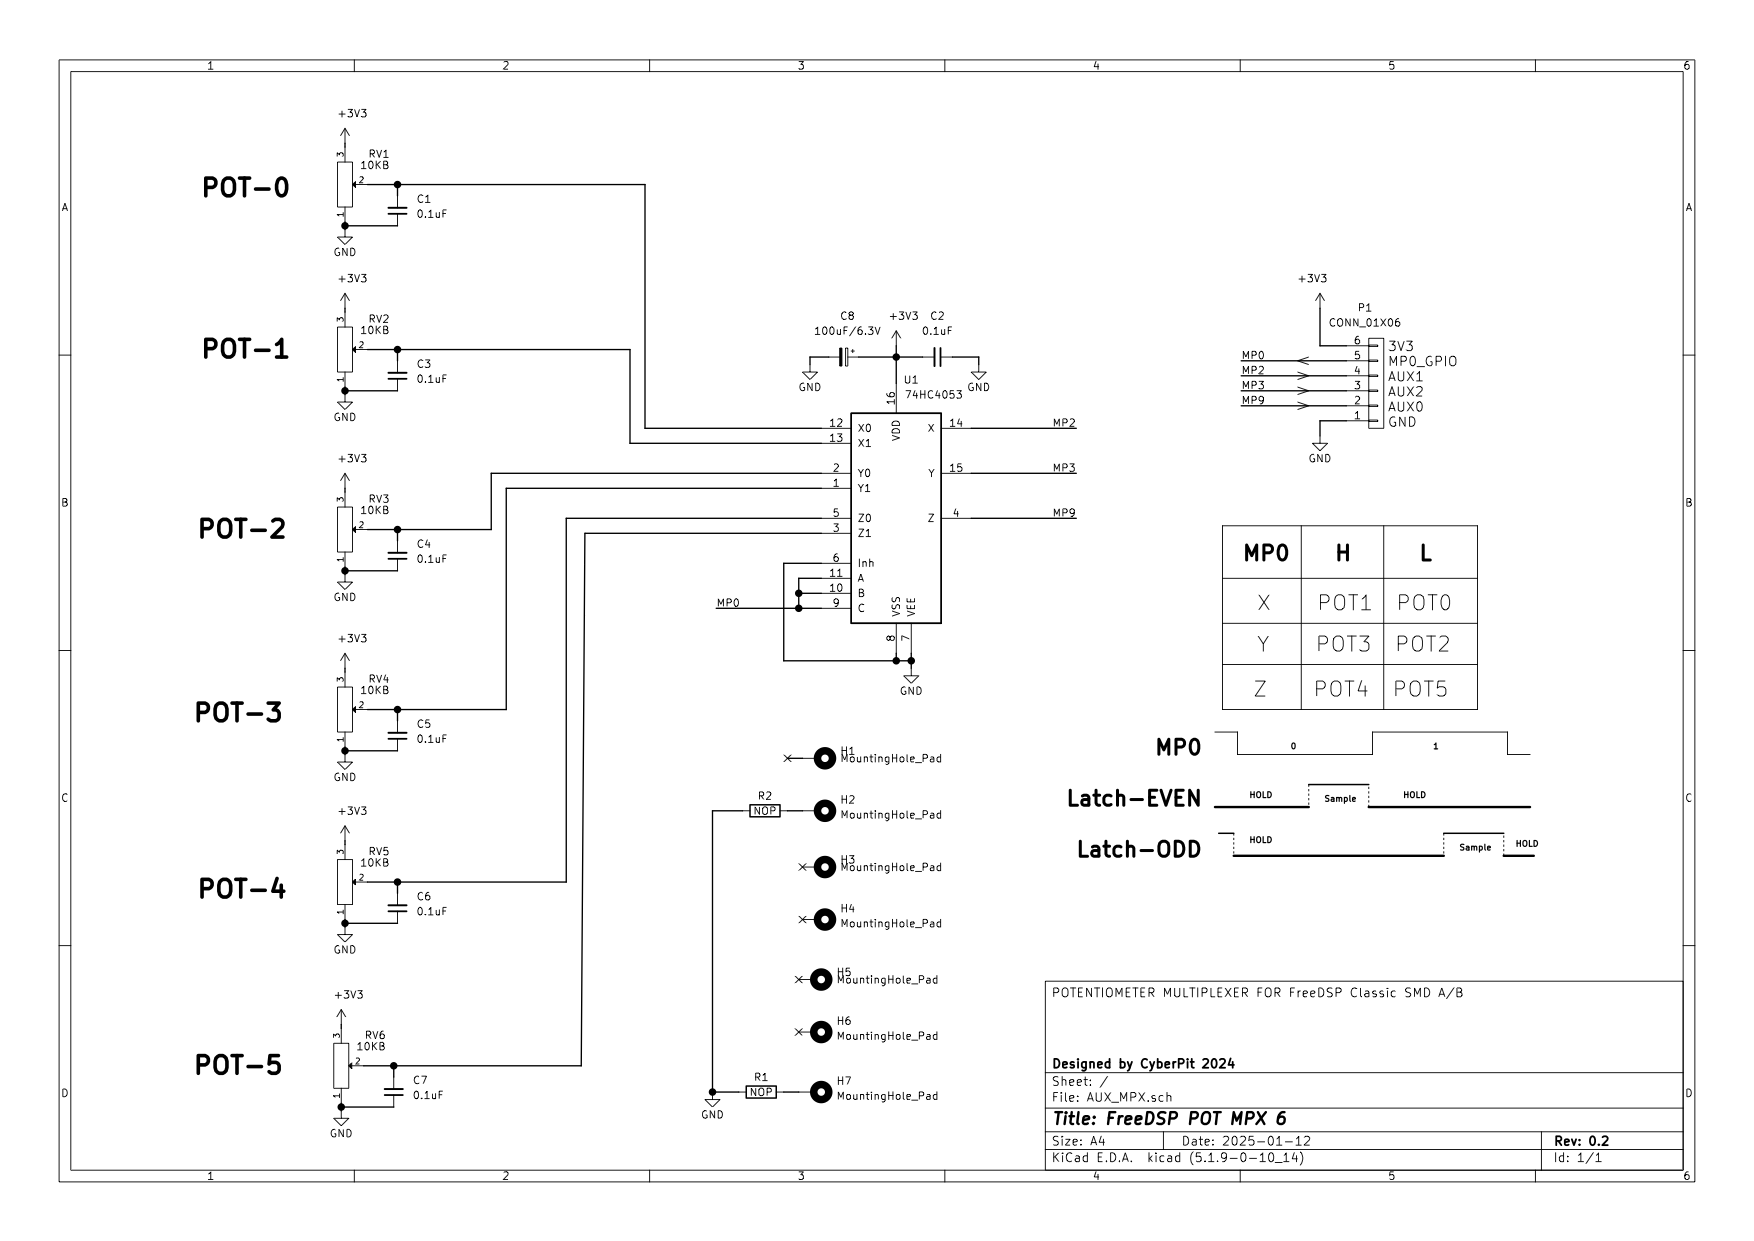 1 2 3 4 5 6
A
B
C
D
A
B
C
D
1 2 3 4 5 6
POT-0
+3V3
3
RV1
10KB
2
1
C1
0.1uF
GND
POT-1
+3V3
3
RV2
10KB
2
1
C3
0.1uF
GND
POT-2
+3V3
3
RV3
10KB
2
1
C4
0.1uF
GND
POT-3
+3V3
3
RV4
10KB
2
1
C5
0.1uF
GND
POT-4
+3V3
3
RV5
10KB
2
1
C6
0.1uF
GND
POT-5
+3V3
3
RV6
10KB
2
1
C7
0.1uF
GND
C8
100uF/6.3V
+
+3V3
C2
0.1uF
GND
GND
U1
74HC4053
16
VDD
12 X0
13 X1
2 Y0
1 Y1
5 Z0
3 Z1
6 Inh
11 A
10 B
9 C
MP0
X 14 MP2
Y 15 MP3
Z 4 MP9
VSS
VEE
8
7
GND
H1
MountingHole_Pad
R2
NOP
H2
MountingHole_Pad
H3
MountingHole_Pad
H4
MountingHole_Pad
H5
MountingHole_Pad
H6
MountingHole_Pad
R1
NOP
H7
MountingHole_Pad
GND
+3V3
P1
CONN_01X06
6 3V3
MP0 5 MP0_GPIO
MP2 4 AUX1
MP3 3 AUX2
MP9 2 AUX0
1 GND
GND
MP0 H L
X POT1 POT0
Y POT3 POT2
Z POT4 POT5
MP0 0 1
Latch-EVEN HOLD Sample HOLD
Latch-ODD HOLD Sample HOLD
POTENTIOMETER MULTIPLEXER FOR FreeDSP Classic SMD A/B
Designed by CyberPit 2024
Sheet: /
File: AUX_MPX.sch
Title: FreeDSP POT MPX 6
Size: A4 Date: 2025-01-12 Rev: 0.2
KiCad E.D.A. kicad (5.1.9-0-10_14) Id: 1/1